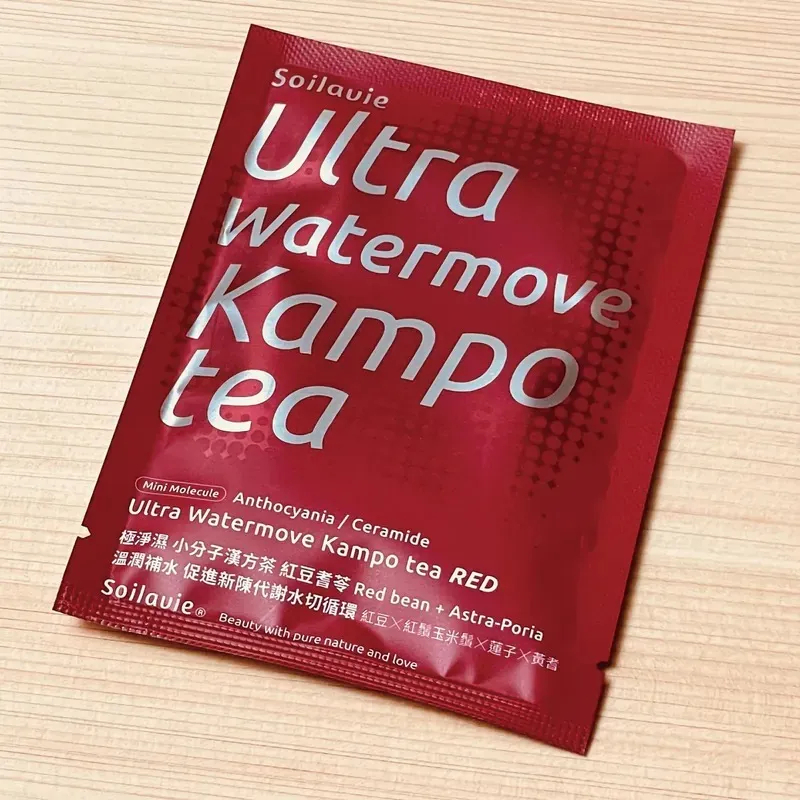 Soilavie
Ultra
Watermove
Kampo
tea
Mini Molecule Anthocyania / Ceramide
Ultra Watermove Kampo tea RED
極淨濕 小分子漢方茶 紅豆耆苓 Red bean + Astra-Poria
溫潤補水 促進新陳代謝水切循環 紅豆×紅鬚玉米鬚×蓮子×黃耆
Soilavie® Beauty with pure nature and love